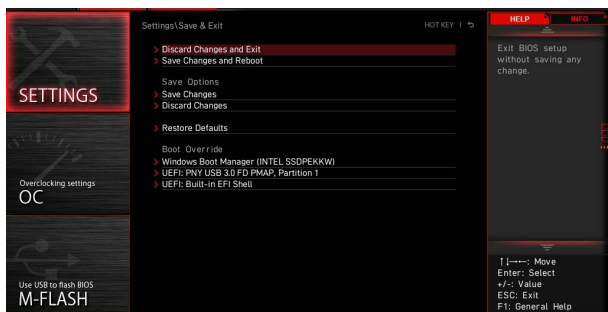 SETTINGS
Overclocking settings
OC
Use USB to flash BIOS
M-FLASH
Settings\Save & Exit
HOT KEY |
Discard Changes and Exit
Save Changes and Reboot
Save Options
Save Changes
Discard Changes
Restore Defaults
Boot Override
Windows Boot Manager (INTEL SSDPEKKW)
UEFI: PNY USB 3.0 FD PMAP, Partition 1
UEFI: Built-in EFI Shell
HELP
INFO
Exit BIOS setup
without saving any
change.
↑↓→←: Move
Enter: Select
+/-: Value
ESC: Exit
F1: General Help